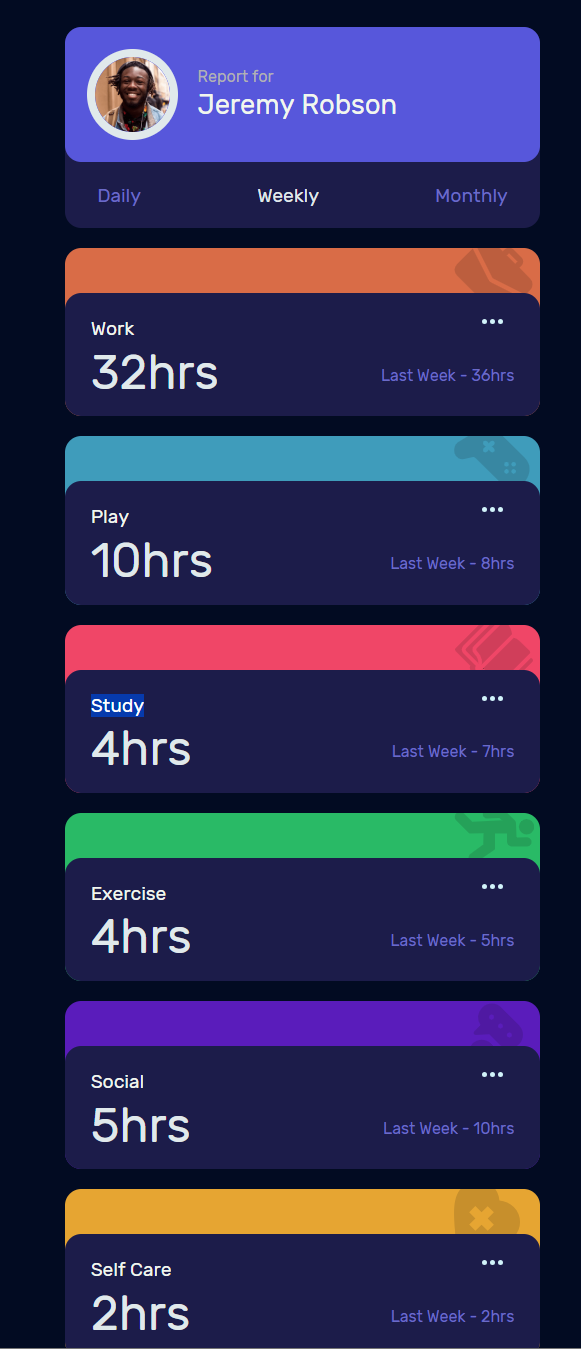 Report for
Jeremy Robson
Daily Weekly Monthly
Work
32hrs Last Week - 36hrs
Play
10hrs Last Week - 8hrs
Study
4hrs Last Week - 7hrs
Exercise
4hrs Last Week - 5hrs
Social
5hrs Last Week - 10hrs
Self Care
2hrs Last Week - 2hrs